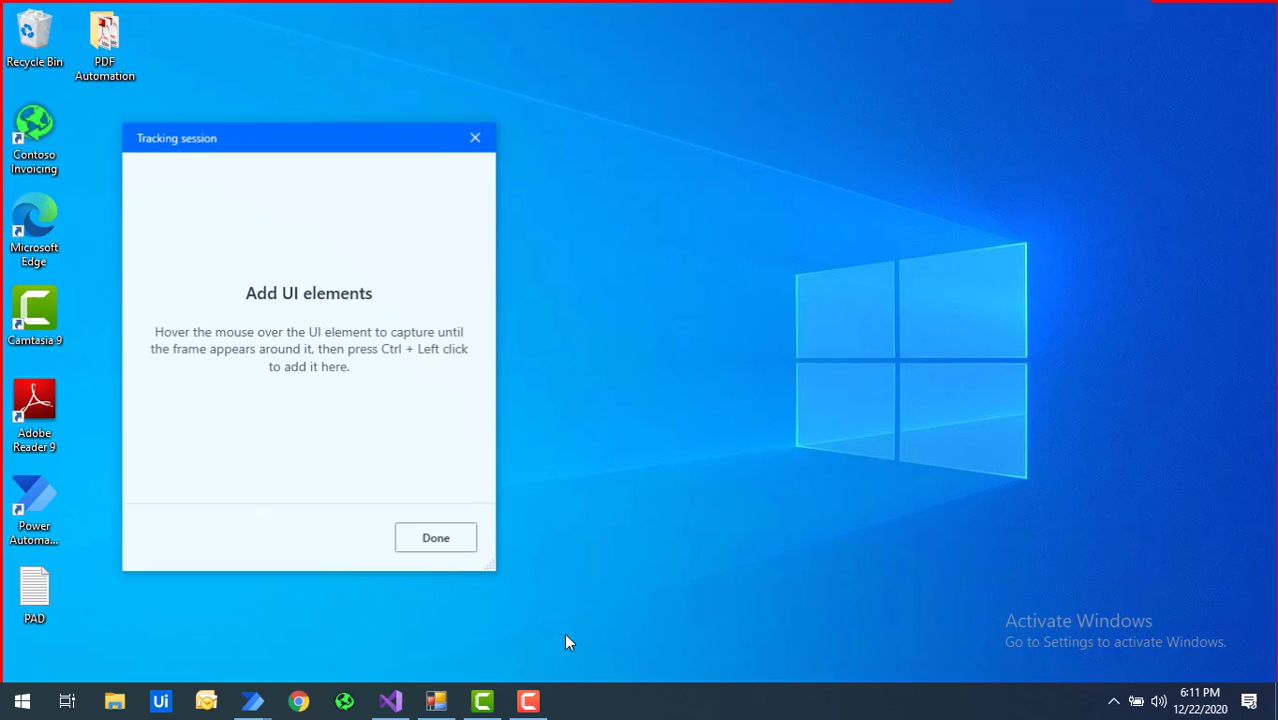 Recycle Bin
PDF
Automation
Contoso
Invoicing
Microsoft
Edge
Camtasia 9
Adobe
Reader 9
Power
Automa...
PAD
Tracking session
Add UI elements
Hover the mouse over the UI element to capture until
the frame appears around it, then press Ctrl + Left click
to add it here.
Done
Activate Windows
Go to Settings to activate Windows.
Ui
6:11 PM
12/22/2020